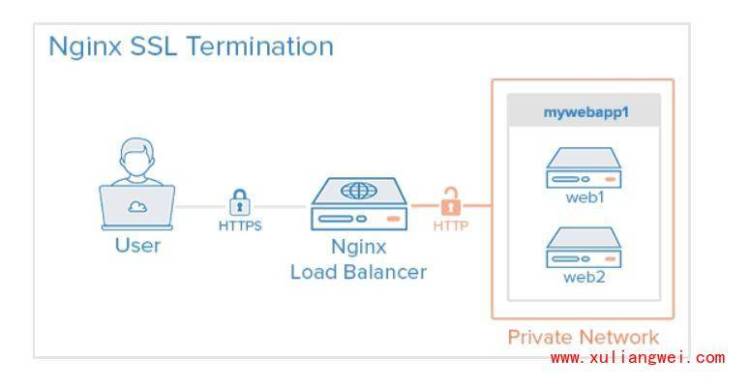 Nginx SSL Termination
mywebapp1
web1
HTTPS
HTTP
User
Nginx
Load Balancer
web2
Private Network
www.xuliangwei.com